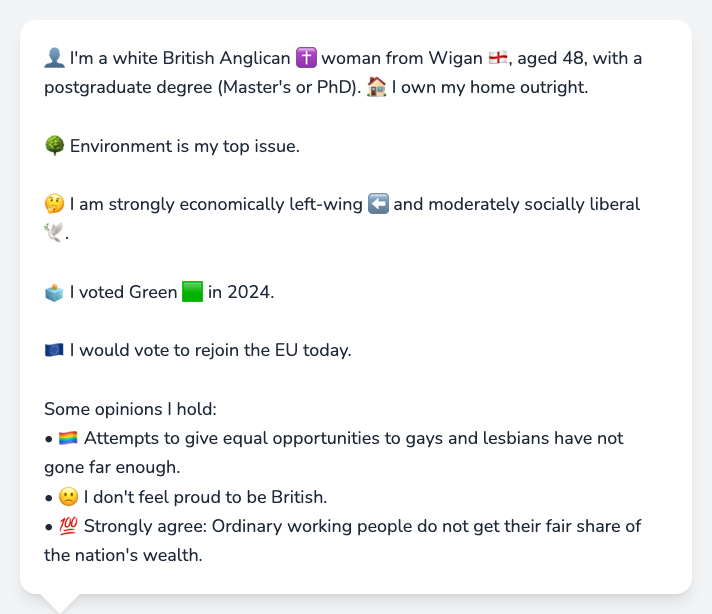 👤 I'm a white British Anglican ✝️ woman from Wigan 🏴󠁧󠁢󠁥󠁮󠁧󠁿, aged 48, with a
postgraduate degree (Master's or PhD). 🏠 I own my home outright.
🌳 Environment is my top issue.
🤔 I am strongly economically left-wing ⬅️ and moderately socially liberal
🕊️.
🗳️ I voted Green 🟩 in 2024.
🇪🇺 I would vote to rejoin the EU today.
Some opinions I hold:
• 🏳️‍🌈 Attempts to give equal opportunities to gays and lesbians have not
gone far enough.
• 🙁 I don't feel proud to be British.
• 💯 Strongly agree: Ordinary working people do not get their fair share of
the nation's wealth.